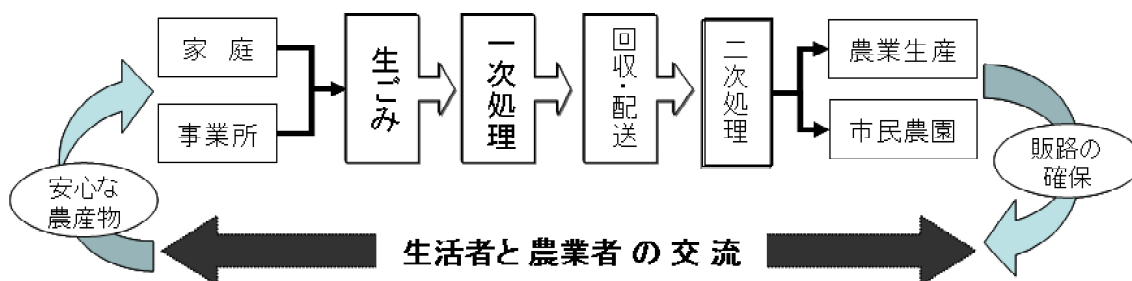 家庭
事業所
生ごみ
一次処理
回収・配送
二次処理
農業生産
市民農園
販路の
確保
安心な
農産物
生活者と農業者の交流